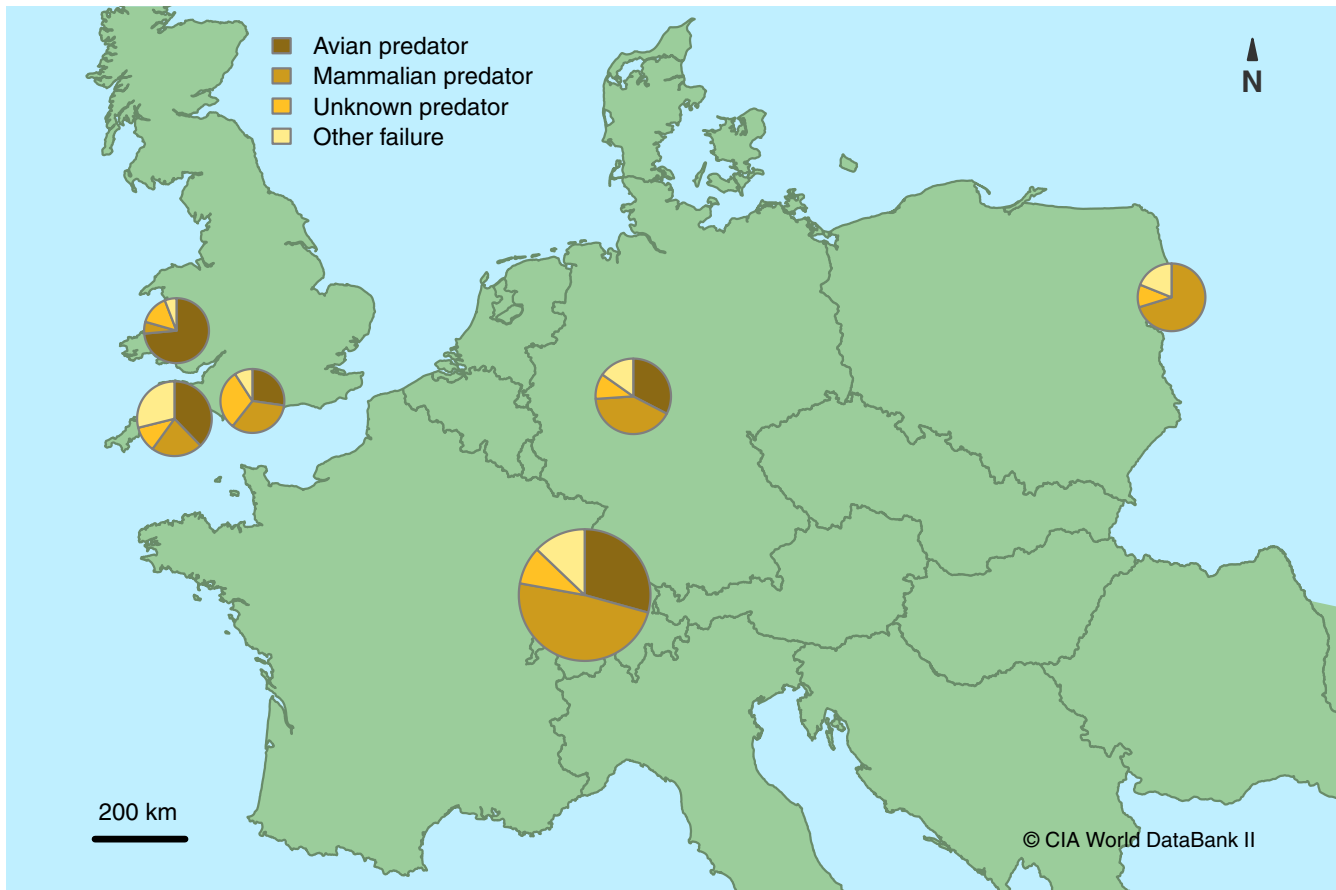 Avian predator
Mammalian predator
Unknown predator
Other failure
N
200 km
© CIA World DataBank II